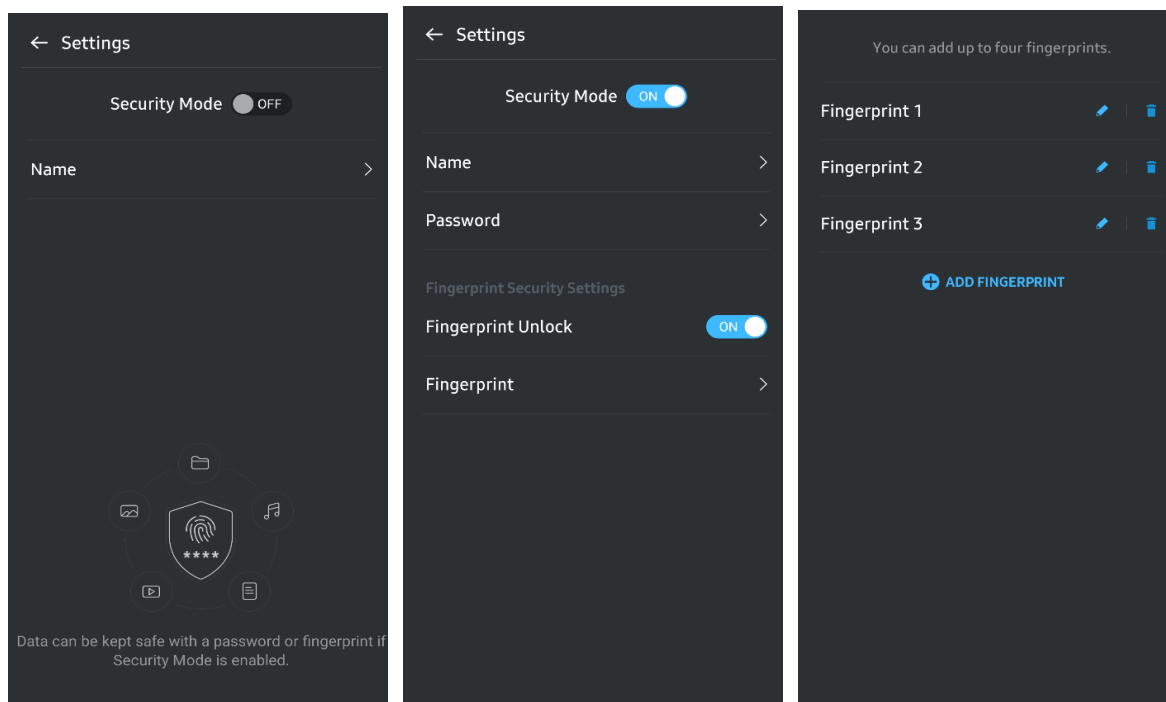 Settings
Security Mode OFF
Name
****
Data can be kept safe with a password or fingerprint if
Security Mode is enabled.
Settings
Security Mode ON
Name
Password
Fingerprint Security Settings
Fingerprint Unlock ON
Fingerprint
You can add up to four fingerprints.
Fingerprint 1
Fingerprint 2
Fingerprint 3
ADD FINGERPRINT